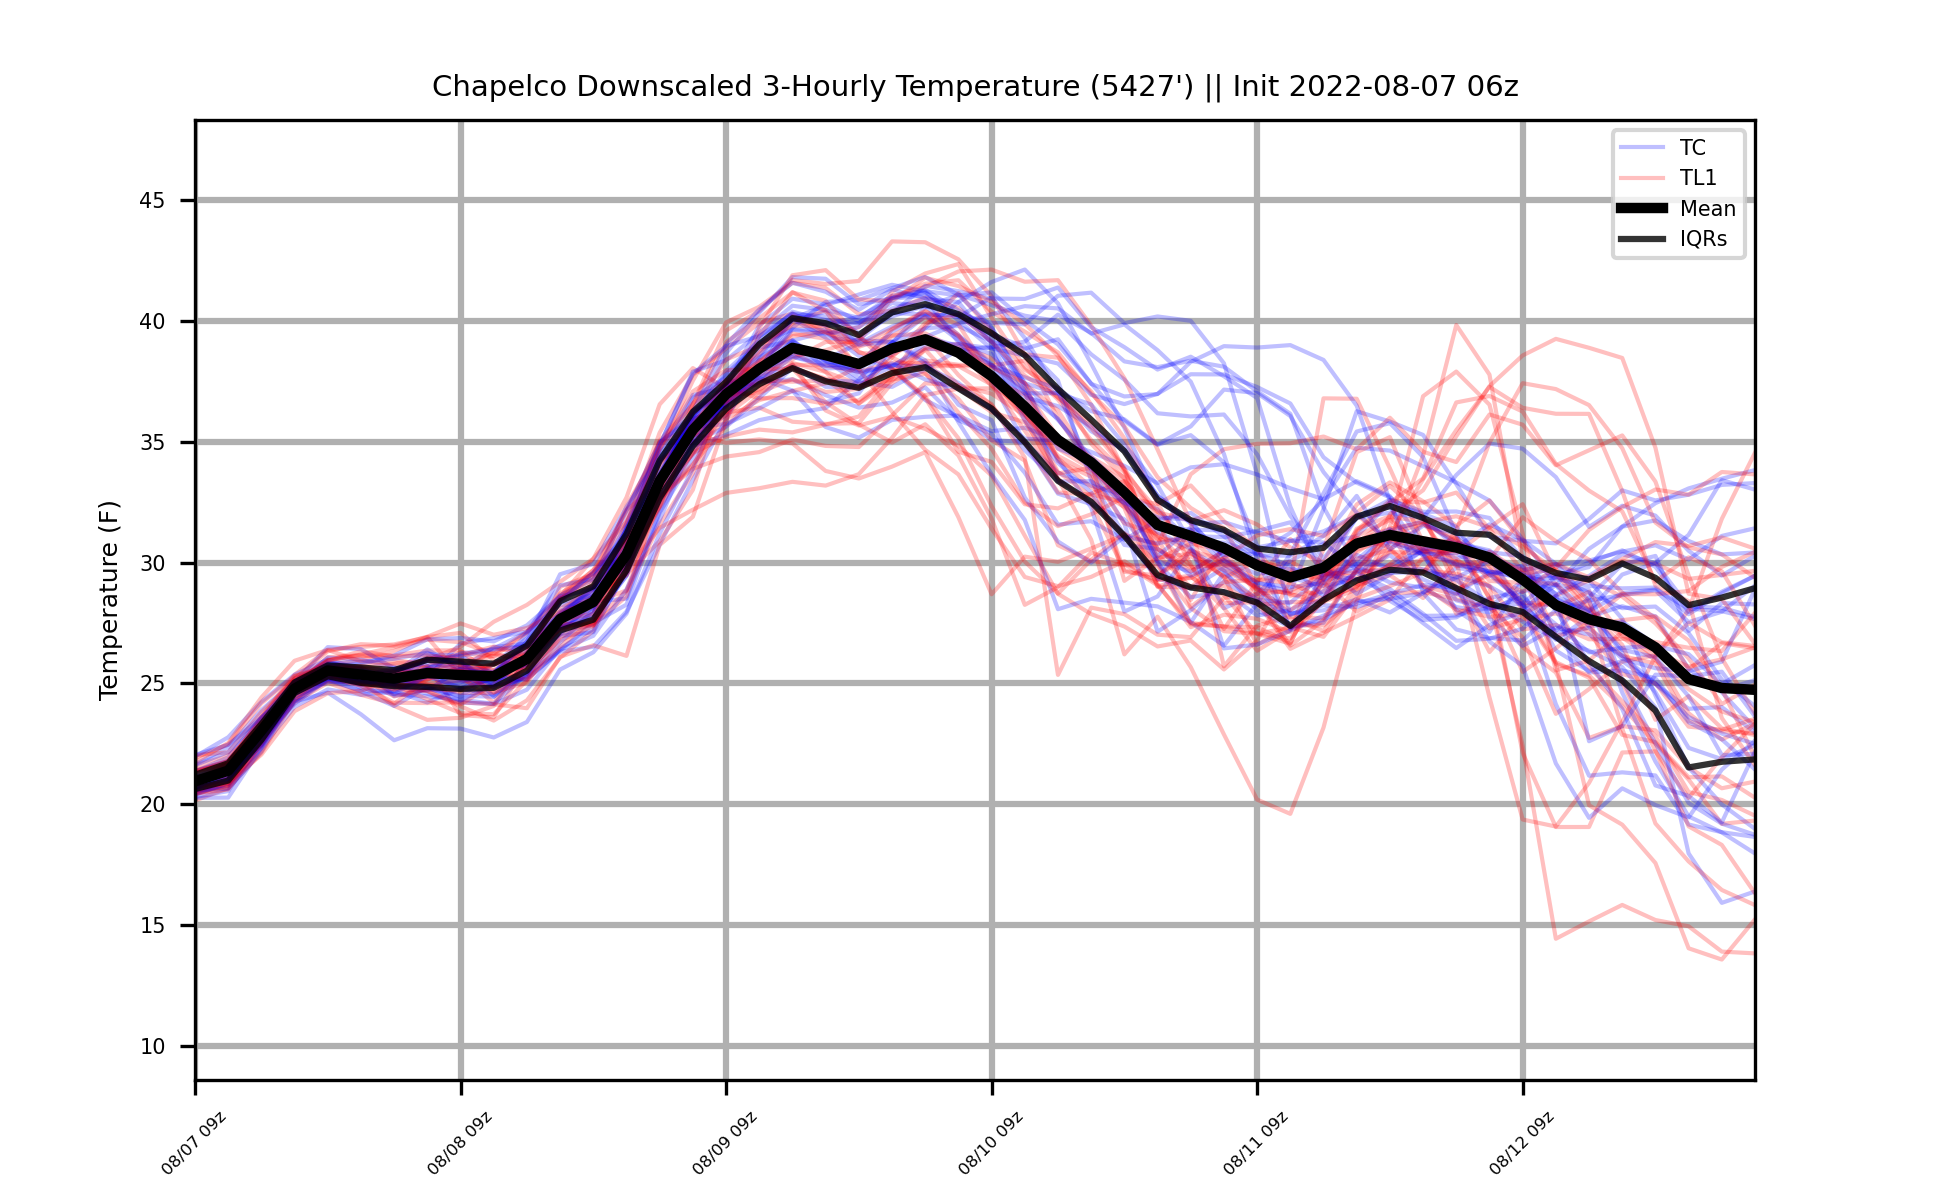 Chapelco Downscaled 3-Hourly Temperature (5427') || Init 2022-08-07 06z
TC
TL1
Mean
IQRs
Temperature (F)
45
40
35
30
25
20
15
10
08/07 09z
08/08 09z
08/09 09z
08/10 09z
08/11 09z
08/12 09z